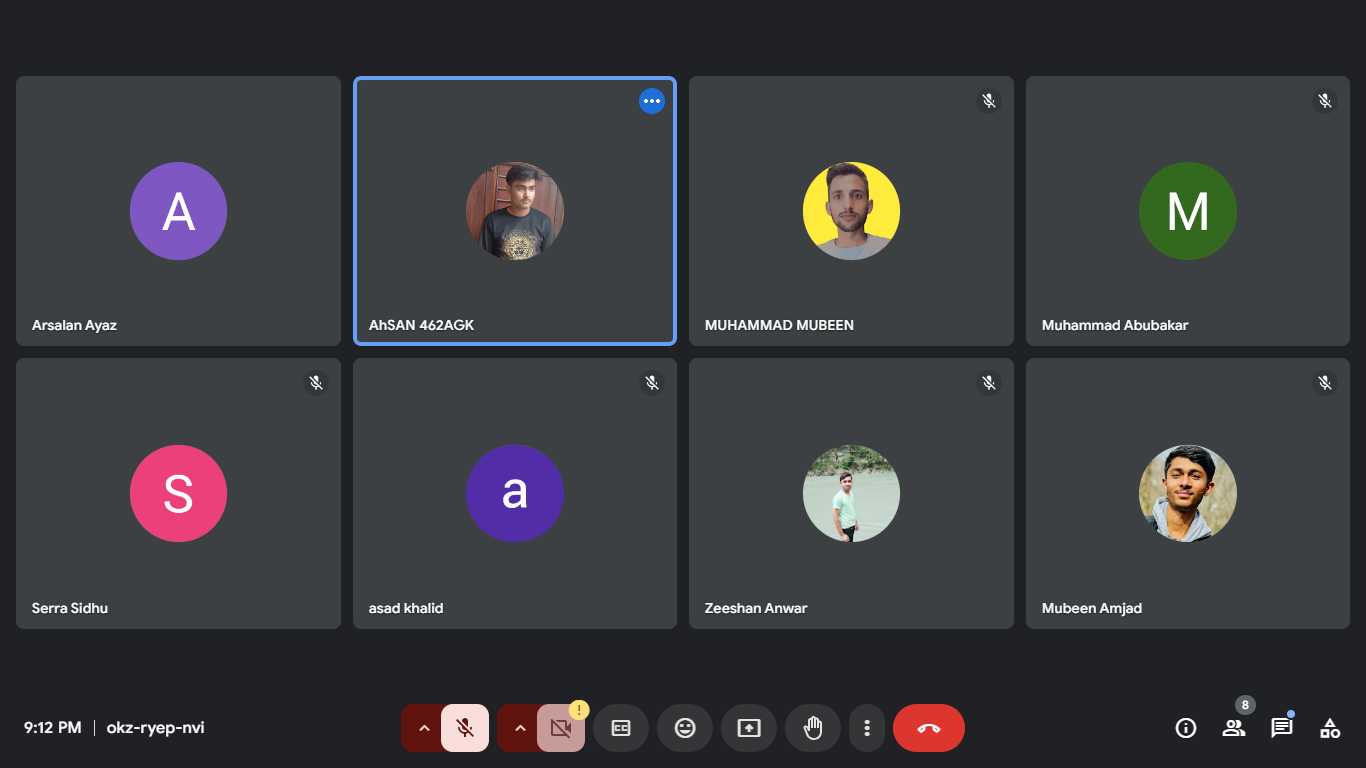 A
Arsalan Ayaz
AhSAN 462AGK
MUHAMMAD MUBEEN
M
Muhammad Abubakar
S
Serra Sidhu
a
asad khalid
Zeeshan Anwar
Mubeen Amjad
9:12 PM | okz-ryep-nvi
!
CC
8